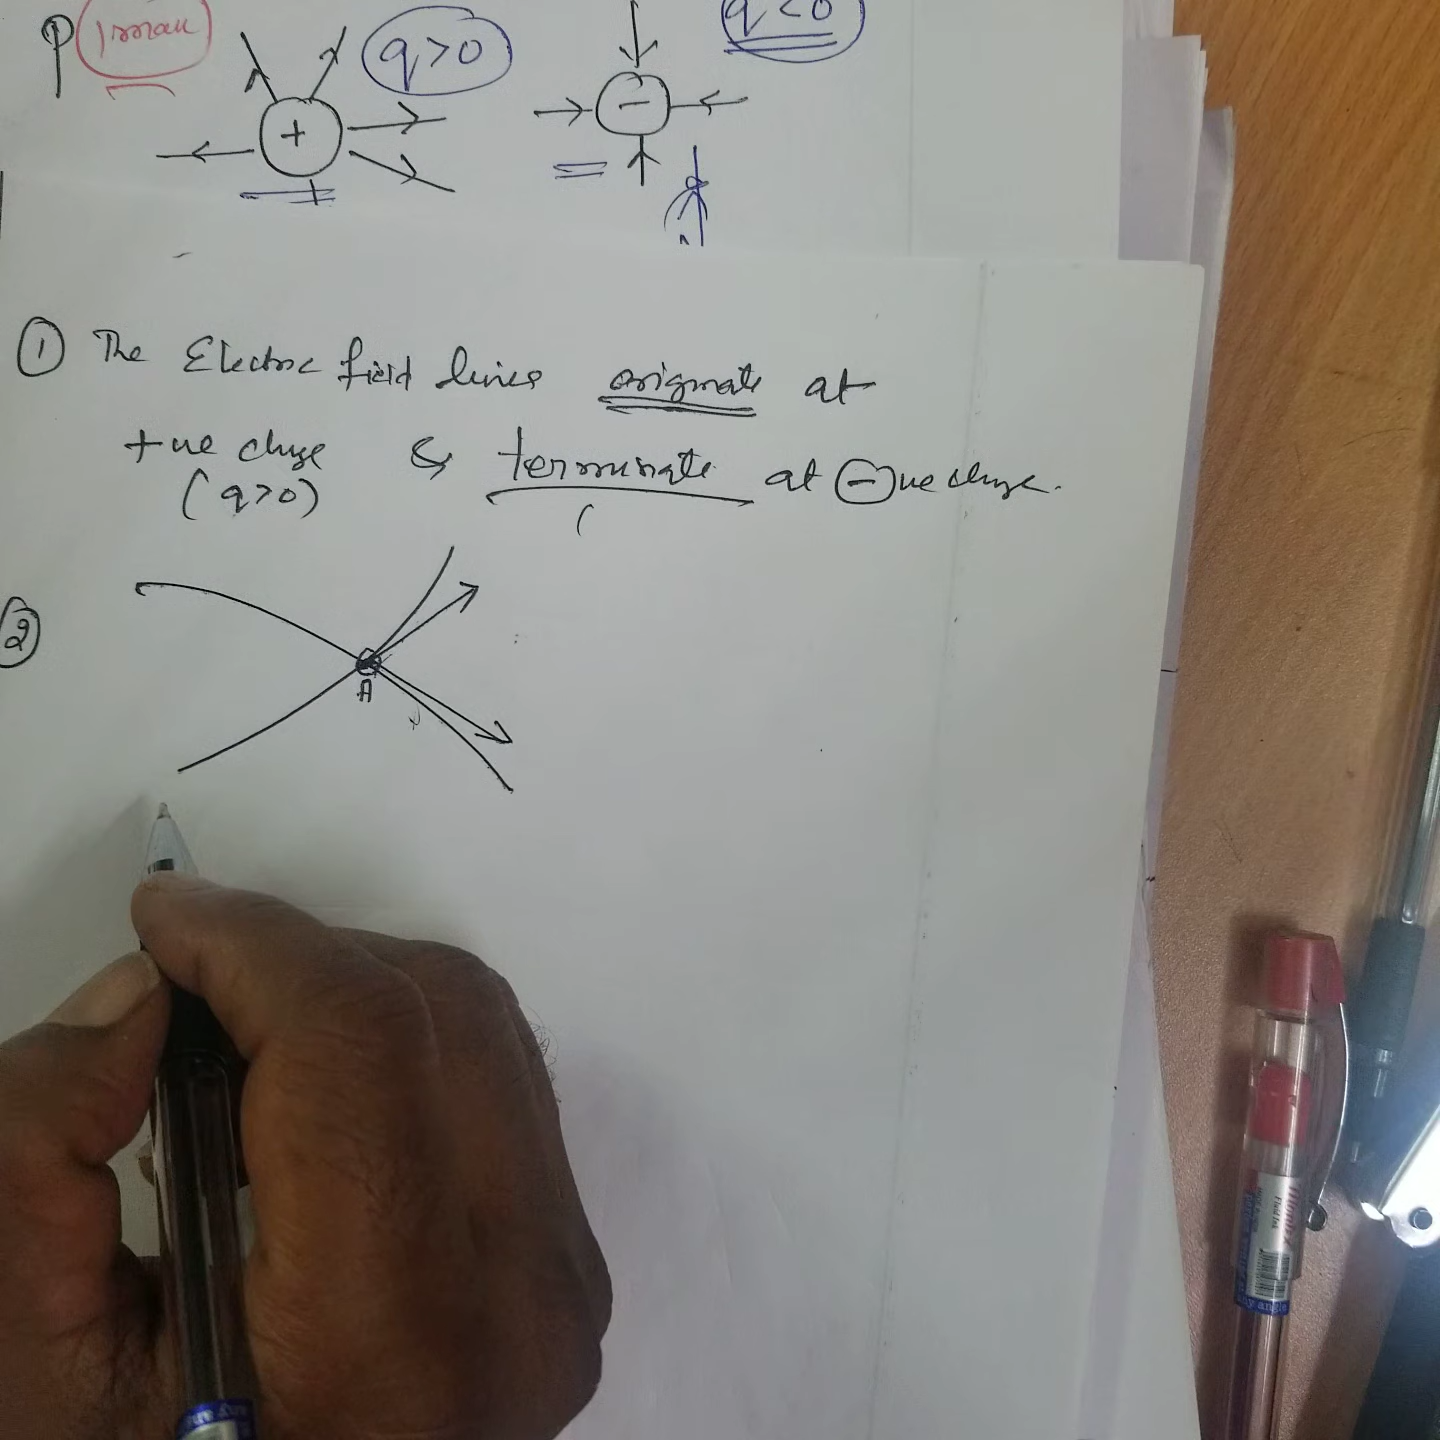 1 mark
q>0
q<0
+
-
① The Electric field lines originate at
+ve charge & terminate at -ve charge.
(q>0) (
②
A